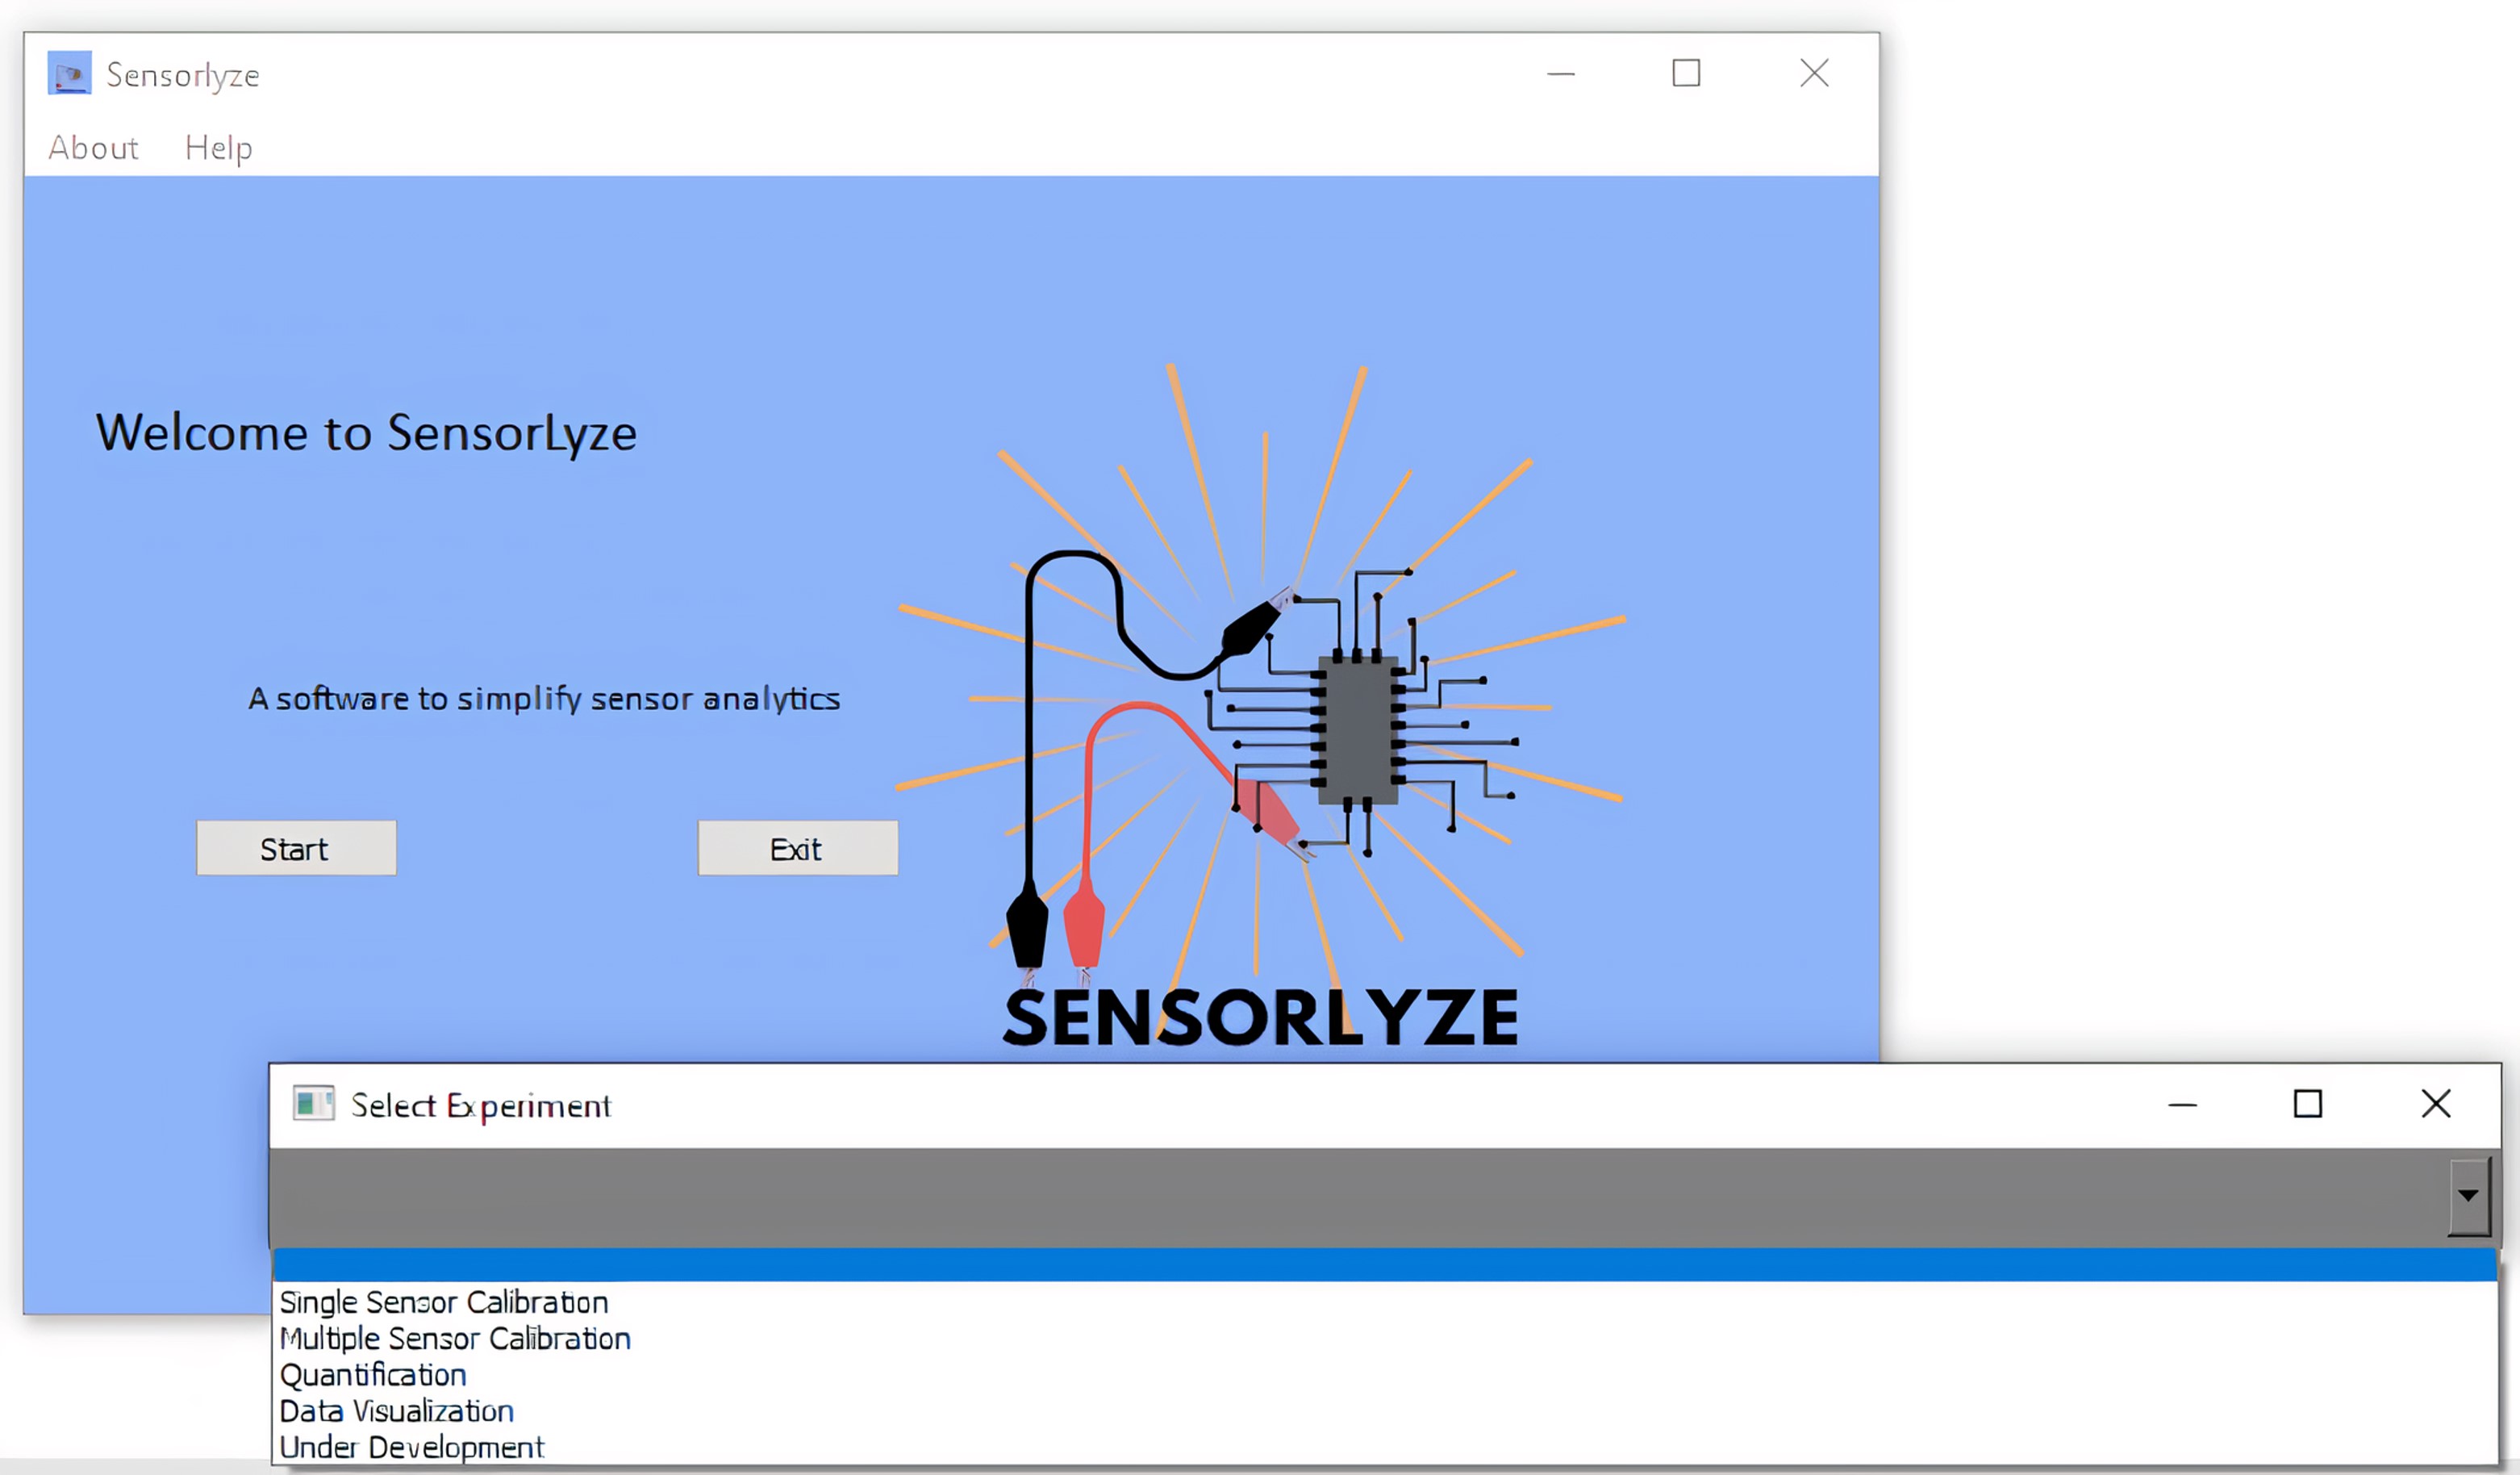 Sensorlyze
About Help
Welcome to SensorLyze
A software to simplify sensor analytics
Start Exit
SENSORLYZE
Select Experiment
Single Sensor Calibration
Multiple Sensor Calibration
Quantification
Data Visualization
Under Development